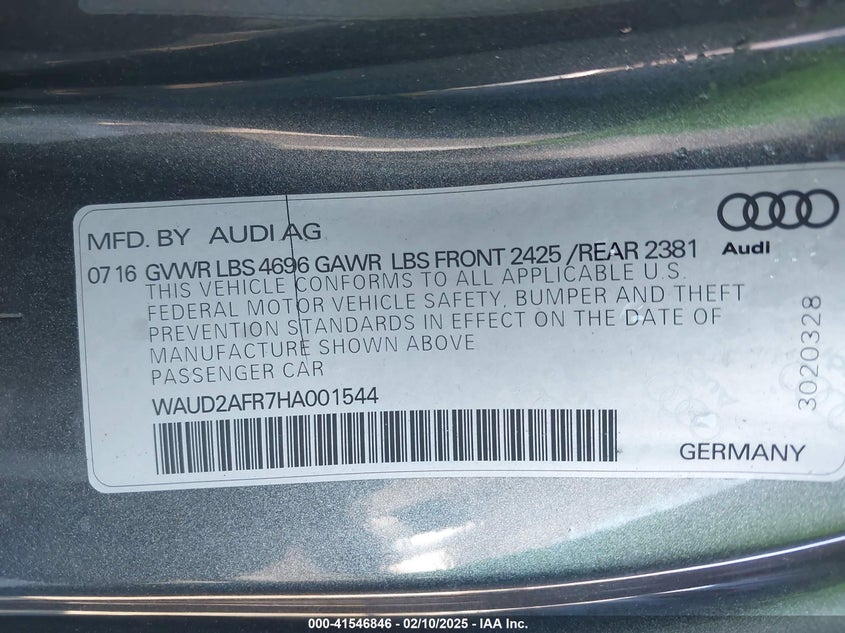 MFD. BY AUDI AG
Audi
07 16 GVWR LBS 4696 GAWR LBS FRONT 2425 /REAR 2381
THIS VEHICLE CONFORMS TO ALL APPLICABLE U.S.
FEDERAL MOTOR VEHICLE SAFETY, BUMPER AND THEFT
PREVENTION STANDARDS IN EFFECT ON THE DATE OF
MANUFACTURE SHOWN ABOVE
PASSENGER CAR
WAUD2AFR7HA001544
GERMANY
3020328
000-41546846 - 02/10/2025 - IAA Inc.